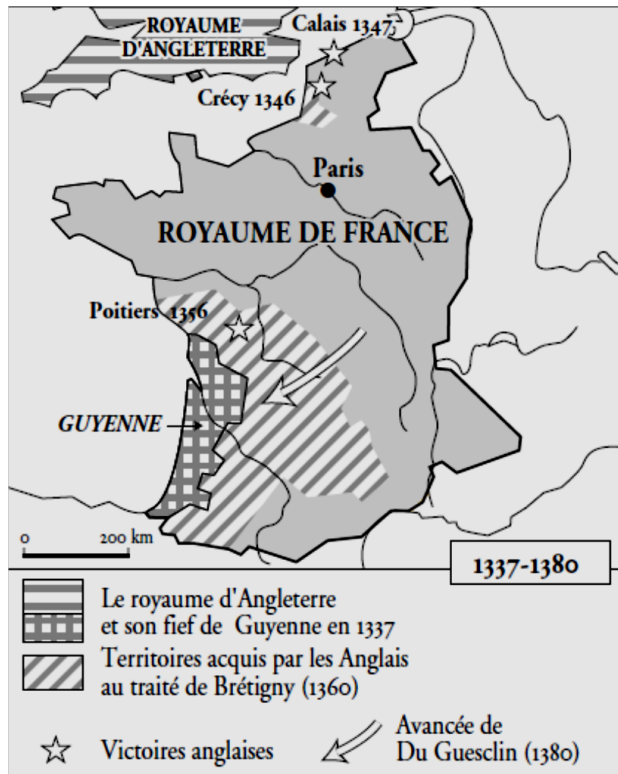 ROYAUME
D'ANGLETERRE
Calais 1347
Crécy 1346
Paris
ROYAUME DE FRANCE
Poitiers 1356
GUYENNE
0 200 km
1337-1380
Le royaume d'Angleterre
et son fief de Guyenne en 1337
Territoires acquis par les Anglais
au traité de Brétigny (1360)
Victoires anglaises
Avancée de
Du Guesclin (1380)